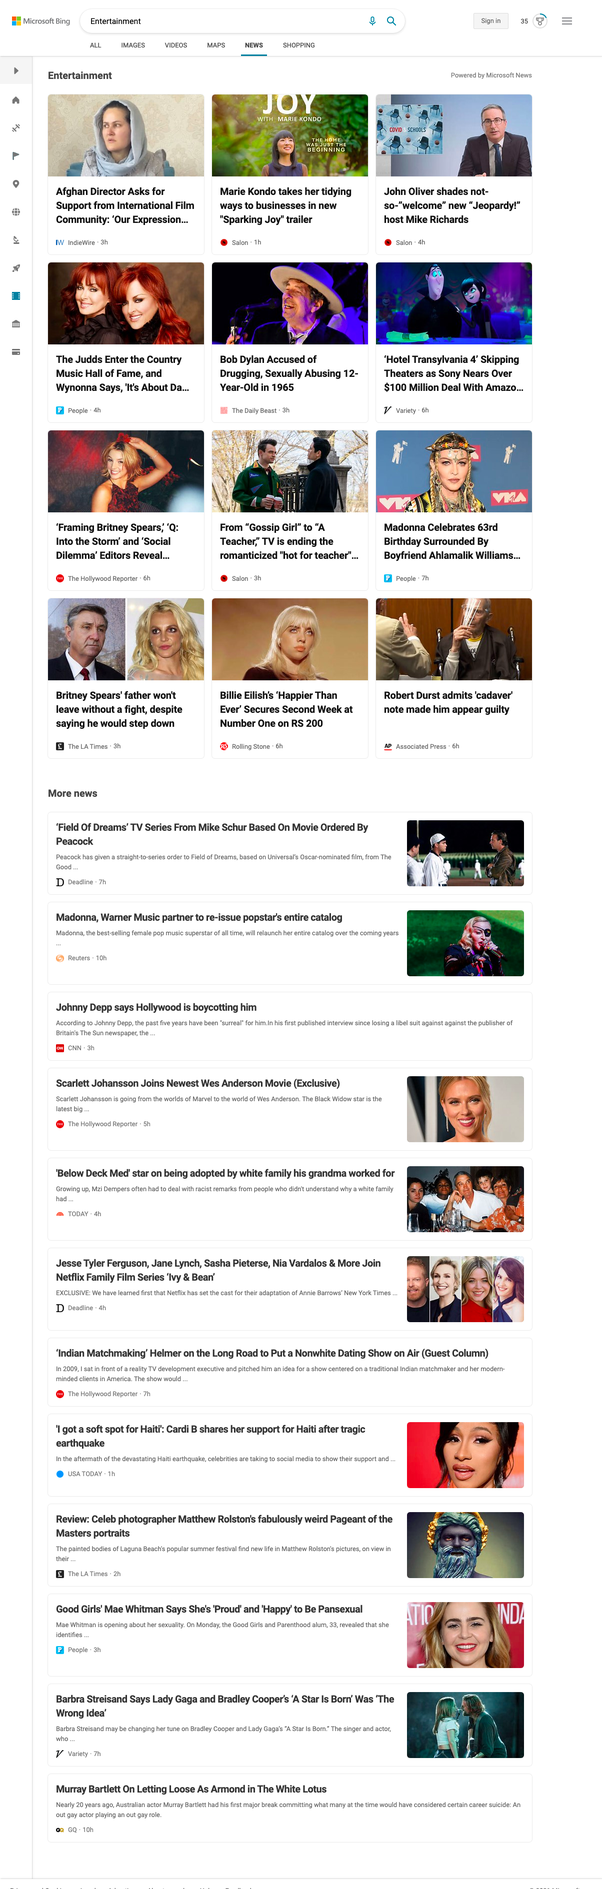 Microsoft Bing
Entertainment
Sign in
35
ALL IMAGES VIDEOS MAPS NEWS SHOPPING
Entertainment
Powered by Microsoft News
JOY
WITH MARIE KONDO
THE HOME
WAS JUST THE
BEGINNING
COVID SCHOOLS
Afghan Director Asks for
Support from International Film
Community: ‘Our Expression...
IndieWire · 3h
Marie Kondo takes her tidying
ways to businesses in new
"Sparking Joy" trailer
Salon · 1h
John Oliver shades not-
so-“welcome” new “Jeopardy!”
host Mike Richards
Salon · 4h
The Judds Enter the Country
Music Hall of Fame, and
Wynonna Says, 'It's About Da...
People · 4h
Bob Dylan Accused of
Drugging, Sexually Abusing 12-
Year-Old in 1965
The Daily Beast · 3h
‘Hotel Transylvania 4’ Skipping
Theaters as Sony Nears Over
$100 Million Deal With Amazo...
Variety · 6h
VMA
‘Framing Britney Spears,’ ‘Q:
Into the Storm’ and ‘Social
Dilemma’ Editors Reveal...
The Hollywood Reporter · 6h
From “Gossip Girl” to “A
Teacher,” TV is ending the
romanticized "hot for teacher"...
Salon · 3h
Madonna Celebrates 63rd
Birthday Surrounded By
Boyfriend Ahlamalik Williams...
People · 7h
Britney Spears' father won't
leave without a fight, despite
saying he would step down
The LA Times · 3h
Billie Eilish’s ‘Happier Than
Ever’ Secures Second Week at
Number One on RS 200
Rolling Stone · 6h
Robert Durst admits 'cadaver'
note made him appear guilty
AP Associated Press · 6h
More news
‘Field Of Dreams’ TV Series From Mike Schur Based On Movie Ordered By
Peacock
Peacock has given a straight-to-series order to Field of Dreams, based on Universal’s Oscar-nominated film, from The
Good ...
Deadline · 7h
Madonna, Warner Music partner to re-issue popstar's entire catalog
Madonna, the best-selling female pop music superstar of all time, will relaunch her entire catalog over the coming years
...
Reuters · 10h
Johnny Depp says Hollywood is boycotting him
According to Johnny Depp, the past five years have been "surreal" for him.In his first published interview since losing a libel suit against against the publisher of
Britain's The Sun newspaper, the ...
CNN · 3h
Scarlett Johansson Joins Newest Wes Anderson Movie (Exclusive)
Scarlett Johansson is going from the worlds of Marvel to the world of Wes Anderson. The Black Widow star is the
latest big ...
The Hollywood Reporter · 5h
'Below Deck Med' star on being adopted by white family his grandma worked for
Growing up, Mzi Dempers often had to deal with racist remarks from people who didn't understand why a white family
had ...
TODAY · 4h
Jesse Tyler Ferguson, Jane Lynch, Sasha Pieterse, Nia Vardalos & More Join
Netflix Family Film Series ‘Ivy & Bean’
EXCLUSIVE: We have learned first that Netflix has set the cast for their adaptation of Annie Barrows’ New York Times ...
Deadline · 4h
‘Indian Matchmaking’ Helmer on the Long Road to Put a Nonwhite Dating Show on Air (Guest Column)
In 2009, I sat in front of a reality TV development executive and pitched him an idea for a show centered on a traditional Indian matchmaker and her modern-
minded clients in America. The show would ...
The Hollywood Reporter · 7h
'I got a soft spot for Haiti': Cardi B shares her support for Haiti after tragic
earthquake
In the aftermath of the devastating Haiti earthquake, celebrities are taking to social media to show their support and ...
USA TODAY · 1h
Review: Celeb photographer Matthew Rolston's fabulously weird Pageant of the
Masters portraits
The painted bodies of Laguna Beach's popular summer festival find new life in Matthew Rolston's pictures, on view in
their ...
The LA Times · 2h
Good Girls' Mae Whitman Says She's 'Proud' and 'Happy' to Be Pansexual
Mae Whitman is opening about her sexuality. On Monday, the Good Girls and Parenthood alum, 33, revealed that she
identifies ...
People · 3h
Barbra Streisand Says Lady Gaga and Bradley Cooper’s ‘A Star Is Born’ Was ‘The
Wrong Idea’
Barbra Streisand may be changing her tune on Bradley Cooper and Lady Gaga’s “A Star Is Born.” The singer and actor,
who ...
Variety · 7h
Murray Bartlett On Letting Loose As Armond in The White Lotus
Nearly 20 years ago, Australian actor Murray Bartlett had his first major break committing what many at the time would have considered certain career suicide: An
out gay actor playing an out gay role.
GQ · 10h